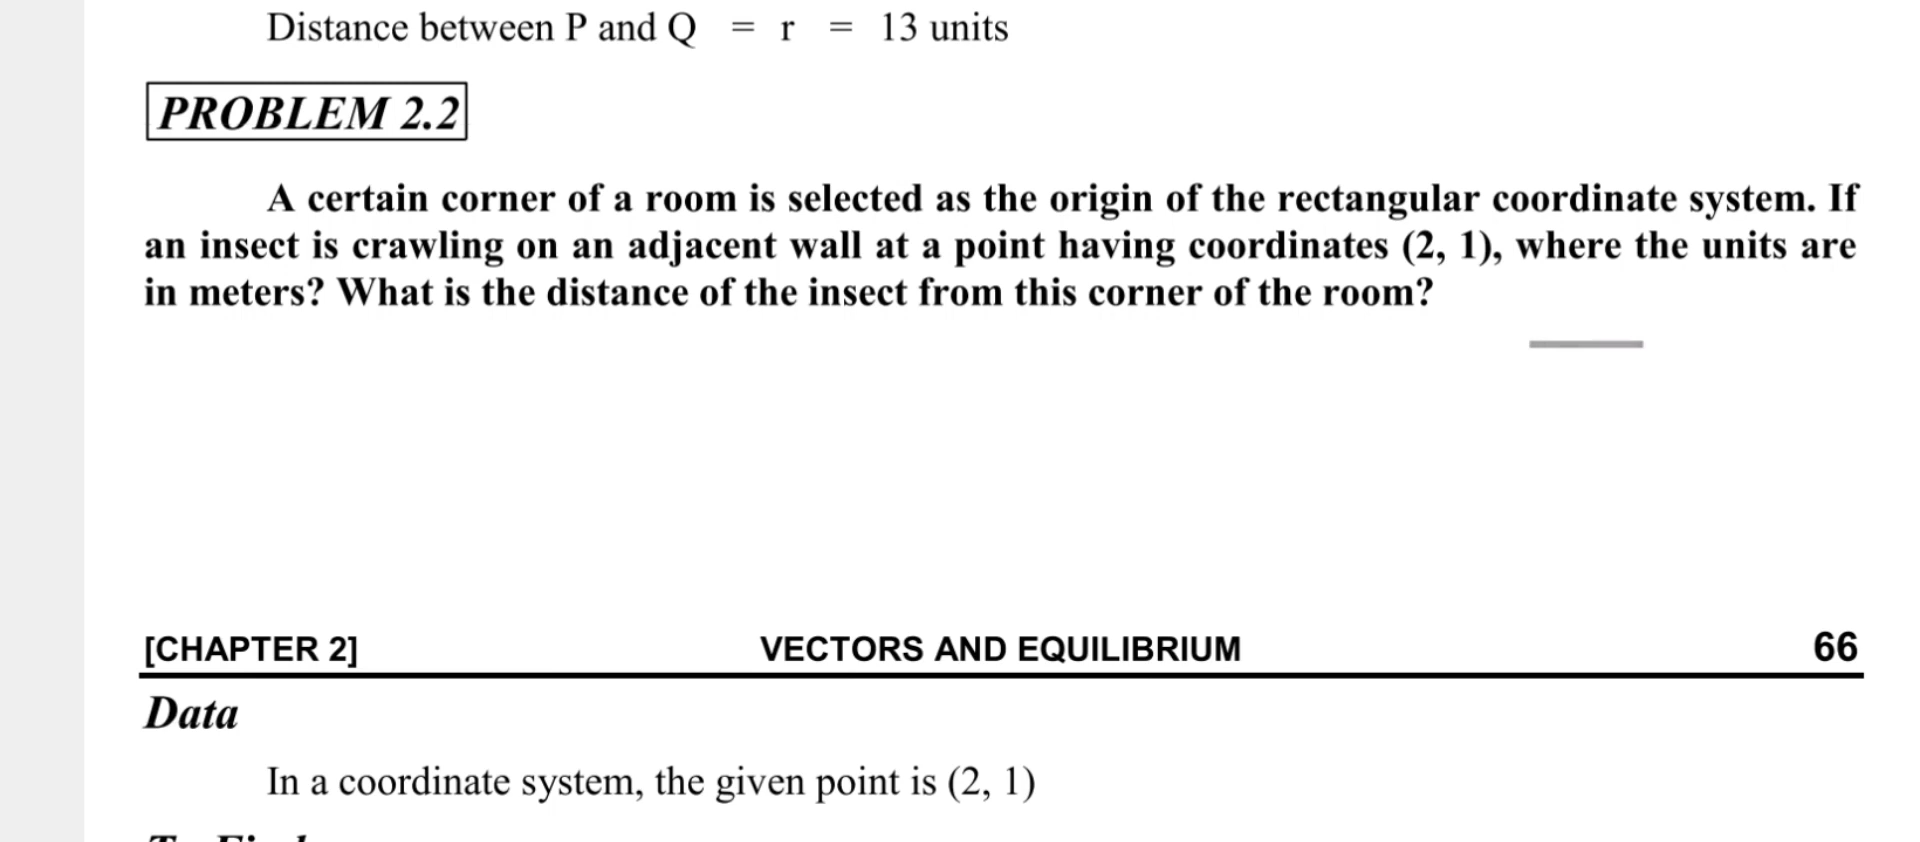 Distance between P and Q = r = 13 units
PROBLEM 2.2
A certain corner of a room is selected as the origin of the rectangular coordinate system. If
an insect is crawling on an adjacent wall at a point having coordinates (2, 1), where the units are
in meters? What is the distance of the insect from this corner of the room?
[CHAPTER 2] VECTORS AND EQUILIBRIUM 66
Data
In a coordinate system, the given point is (2, 1)